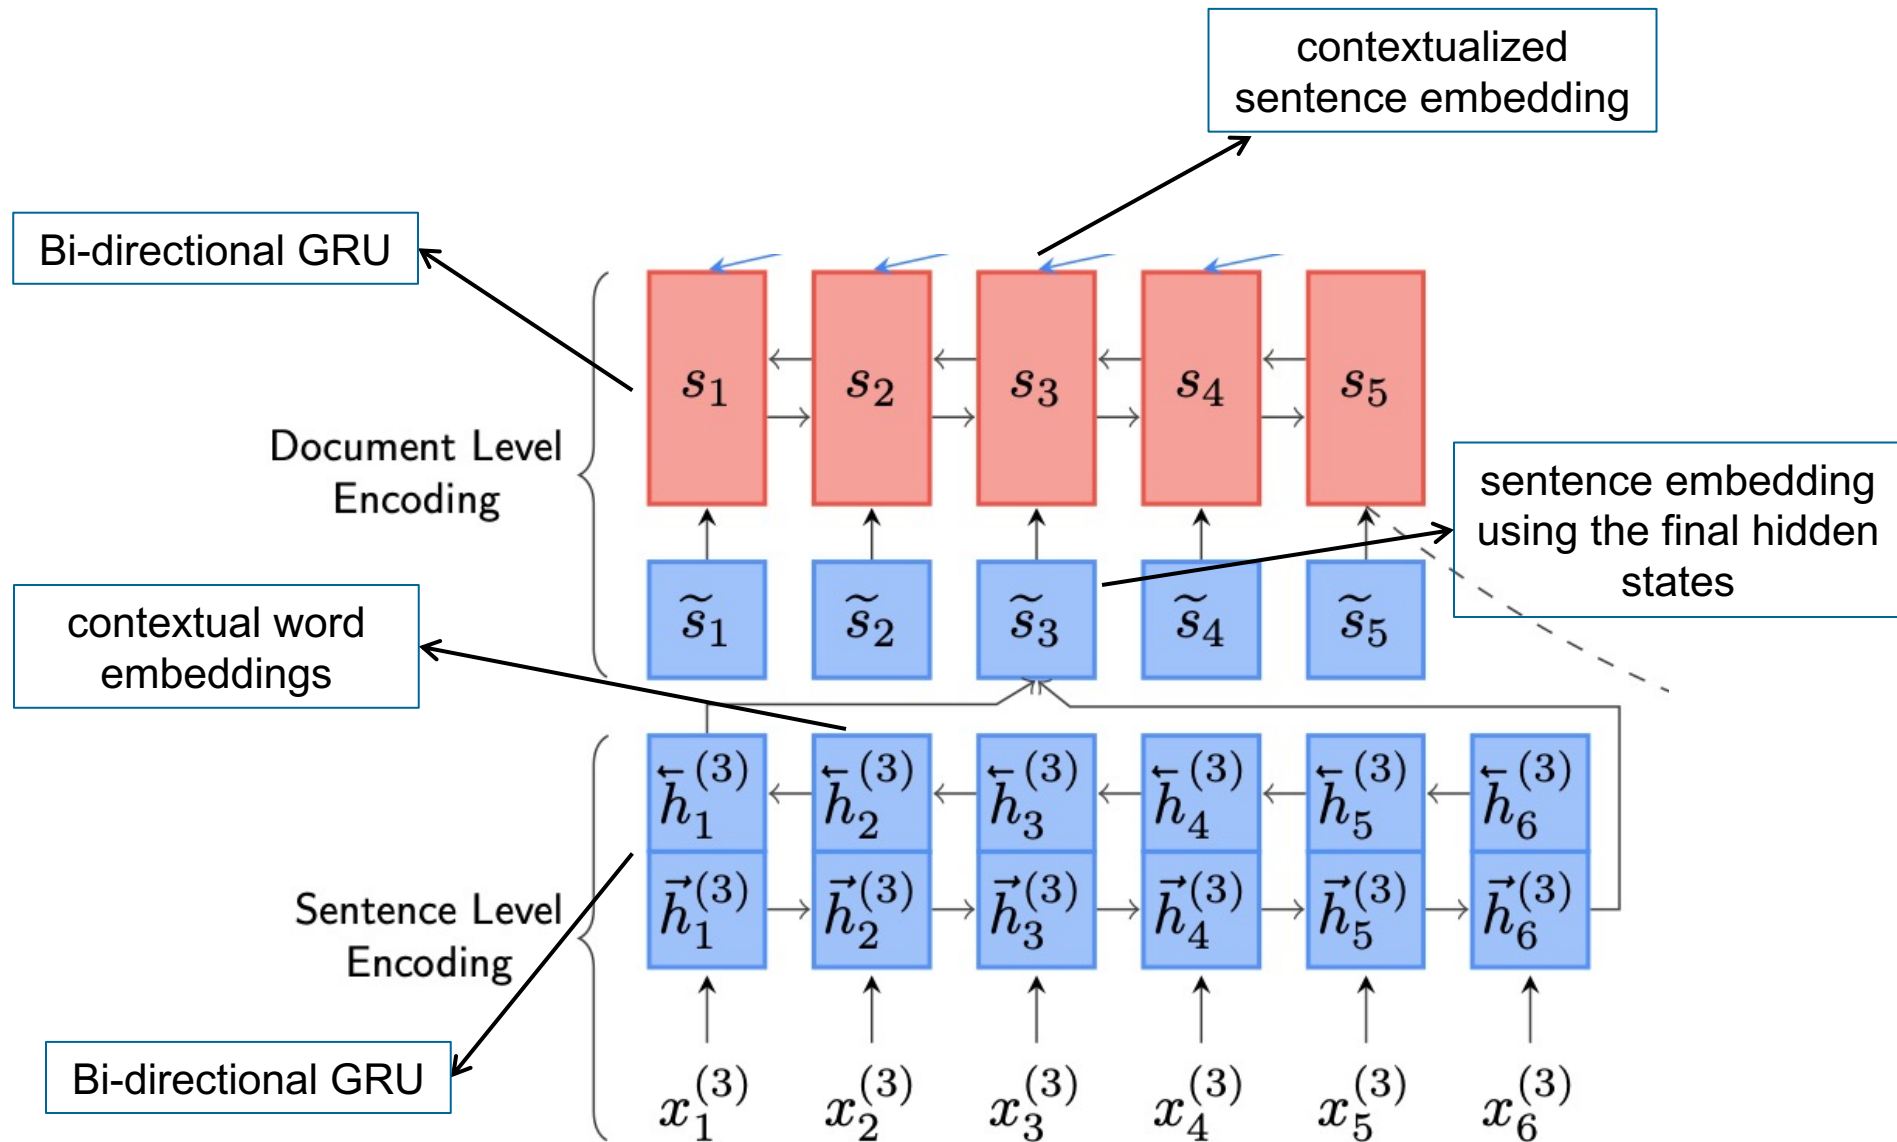 contextualized
sentence embedding
Bi-directional GRU
s₁ s₂ s₃ s₄ s₅
Document Level
Encoding
sentence embedding
using the final hidden
states
s̃₁ s̃₂ s̃₃ s̃₄ s̃₅
contextual word
embeddings
h⃖₁⁽³⁾ h⃖₂⁽³⁾ h⃖₃⁽³⁾ h⃖₄⁽³⁾ h⃖₅⁽³⁾ h⃖₆⁽³⁾
h⃗₁⁽³⁾ h⃗₂⁽³⁾ h⃗₃⁽³⁾ h⃗₄⁽³⁾ h⃗₅⁽³⁾ h⃗₆⁽³⁾
Sentence Level
Encoding
Bi-directional GRU
x₁⁽³⁾ x₂⁽³⁾ x₃⁽³⁾ x₄⁽³⁾ x₅⁽³⁾ x₆⁽³⁾